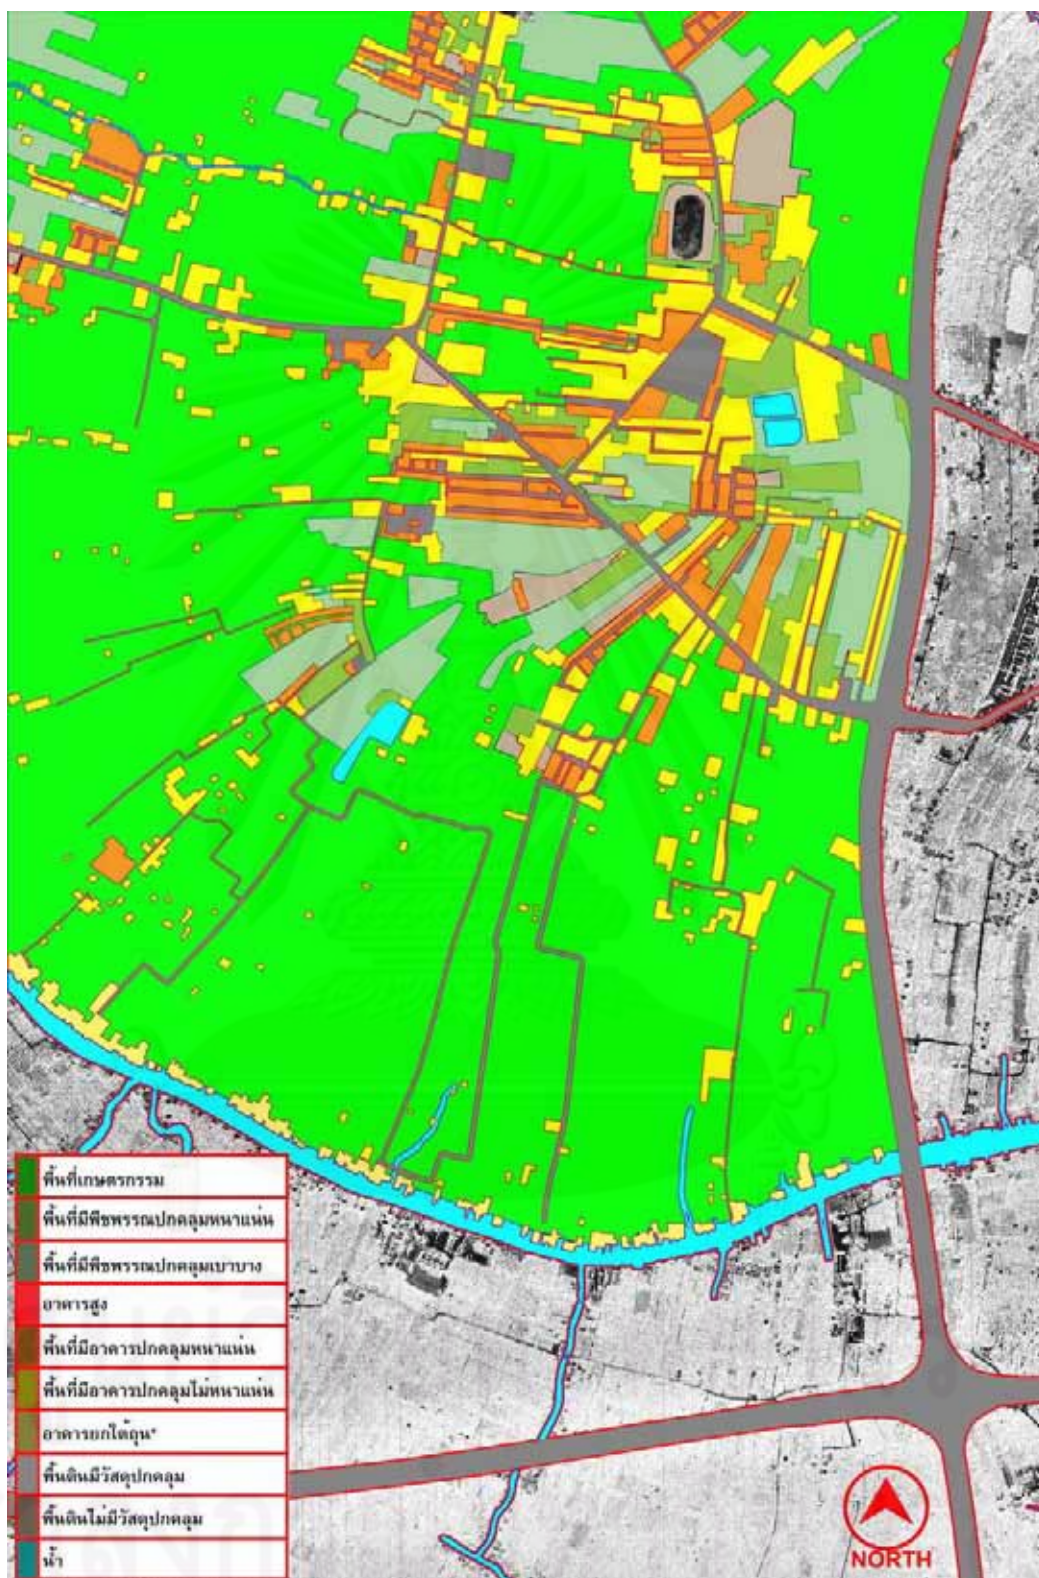 พื้นที่เกษตรกรรม
พื้นที่มีพืชพรรณปกคลุมหนาแน่น
พื้นที่มีพืชพรรณปกคลุมเบาบาง
อาคารสูง
พื้นที่มีอาคารปกคลุมหนาแน่น
พื้นที่มีอาคารปกคลุมไม่หนาแน่น
อาคารยกใต้ถุน*
พื้นดินมีวัสดุปกคลุม
พื้นดินไม่มีวัสดุปกคลุม
น้ำ
NORTH